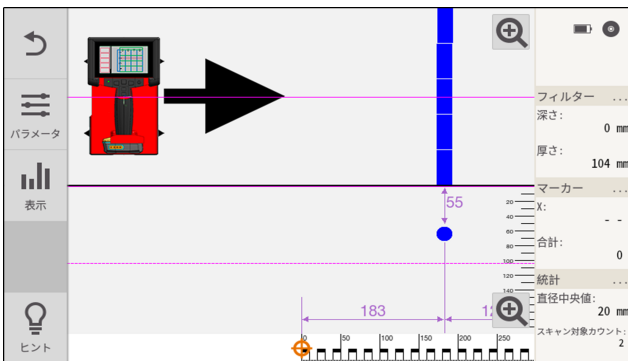 パラメータ
表示
ヒント
55
183
12
20
40
60
80
100
120
140
0
50
100
150
200
250
フィルター ...
深さ:
0 mm
厚さ:
104 mm
マーカー ...
X:
- -
合計:
0
統計 ...
直径中央値:
20 mm
スキャン対象カウント:
2